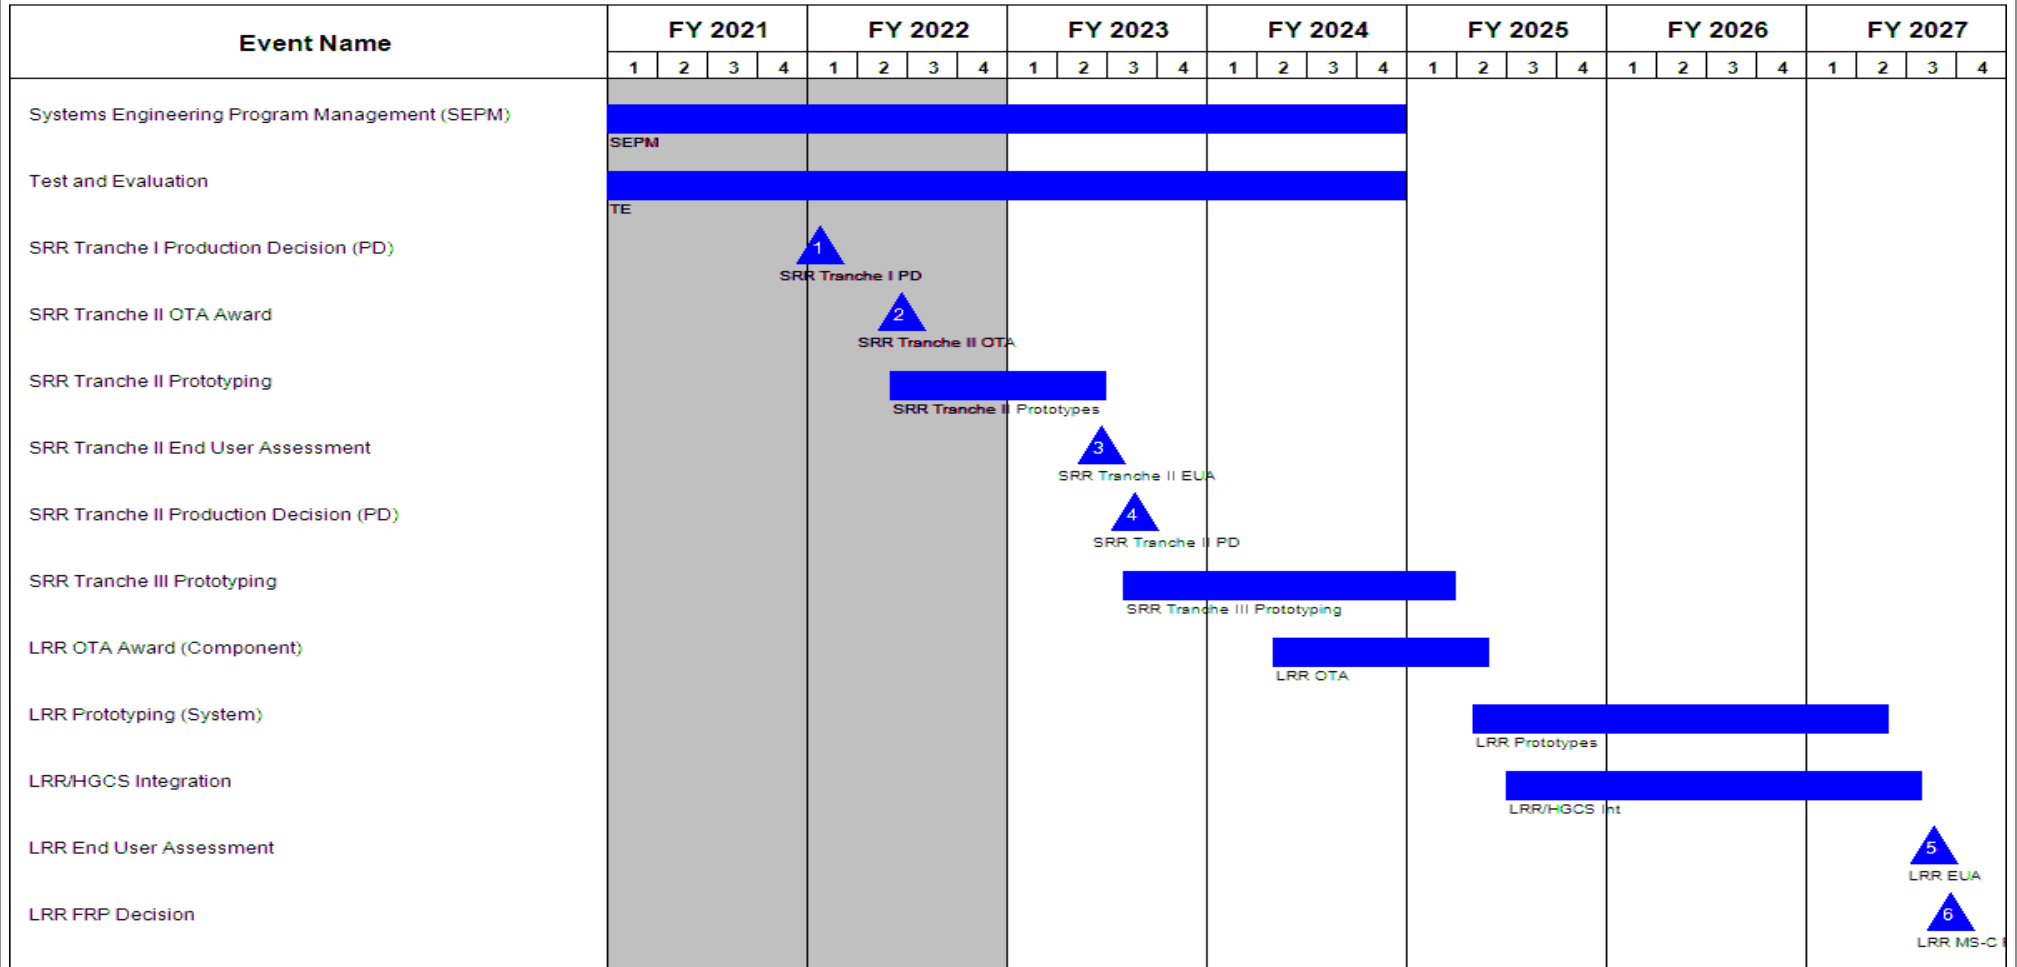 Event Name
FY 2021 FY 2022 FY 2023 FY 2024 FY 2025 FY 2026 FY 2027
1 2 3 4 1 2 3 4 1 2 3 4 1 2 3 4 1 2 3 4 1 2 3 4 1 2 3 4
Systems Engineering Program Management (SEPM)
SEPM
Test and Evaluation
TE
SRR Tranche I Production Decision (PD)
1
SRR Tranche I PD
SRR Tranche II OTA Award
2
SRR Tranche II OTA
SRR Tranche II Prototyping
SRR Tranche II Prototypes
SRR Tranche II End User Assessment
3
SRR Tranche II EUA
SRR Tranche II Production Decision (PD)
4
SRR Tranche II PD
SRR Tranche III Prototyping
SRR Tranche III Prototyping
LRR OTA Award (Component)
LRR OTA
LRR Prototyping (System)
LRR Prototypes
LRR/HGCS Integration
LRR/HGCS Int
LRR End User Assessment
5
LRR EUA
LRR FRP Decision
6
LRR MS-C